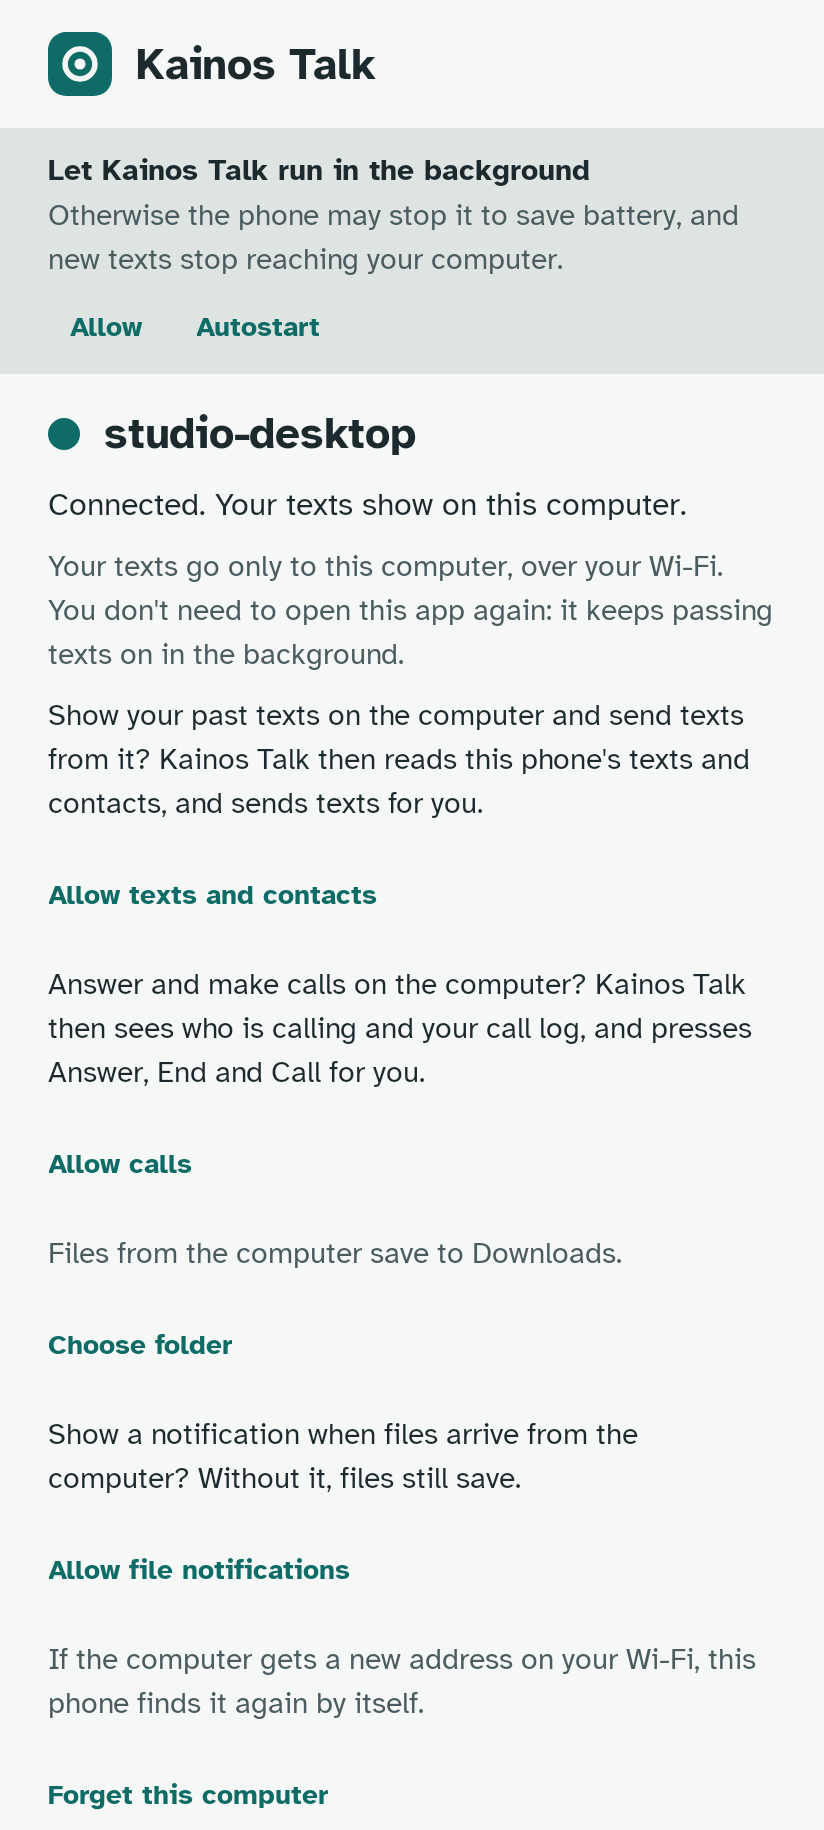 Kainos Talk
Let Kainos Talk run in the background
Otherwise the phone may stop it to save battery, and
new texts stop reaching your computer.
Allow
Autostart
studio-desktop
Connected. Your texts show on this computer.
Your texts go only to this computer, over your Wi-Fi.
You don't need to open this app again: it keeps passing
texts on in the background.
Show your past texts on the computer and send texts
from it? Kainos Talk then reads this phone's texts and
contacts, and sends texts for you.
Allow texts and contacts
Answer and make calls on the computer? Kainos Talk
then sees who is calling and your call log, and presses
Answer, End and Call for you.
Allow calls
Files from the computer save to Downloads.
Choose folder
Show a notification when files arrive from the
computer? Without it, files still save.
Allow file notifications
If the computer gets a new address on your Wi-Fi, this
phone finds it again by itself.
Forget this computer